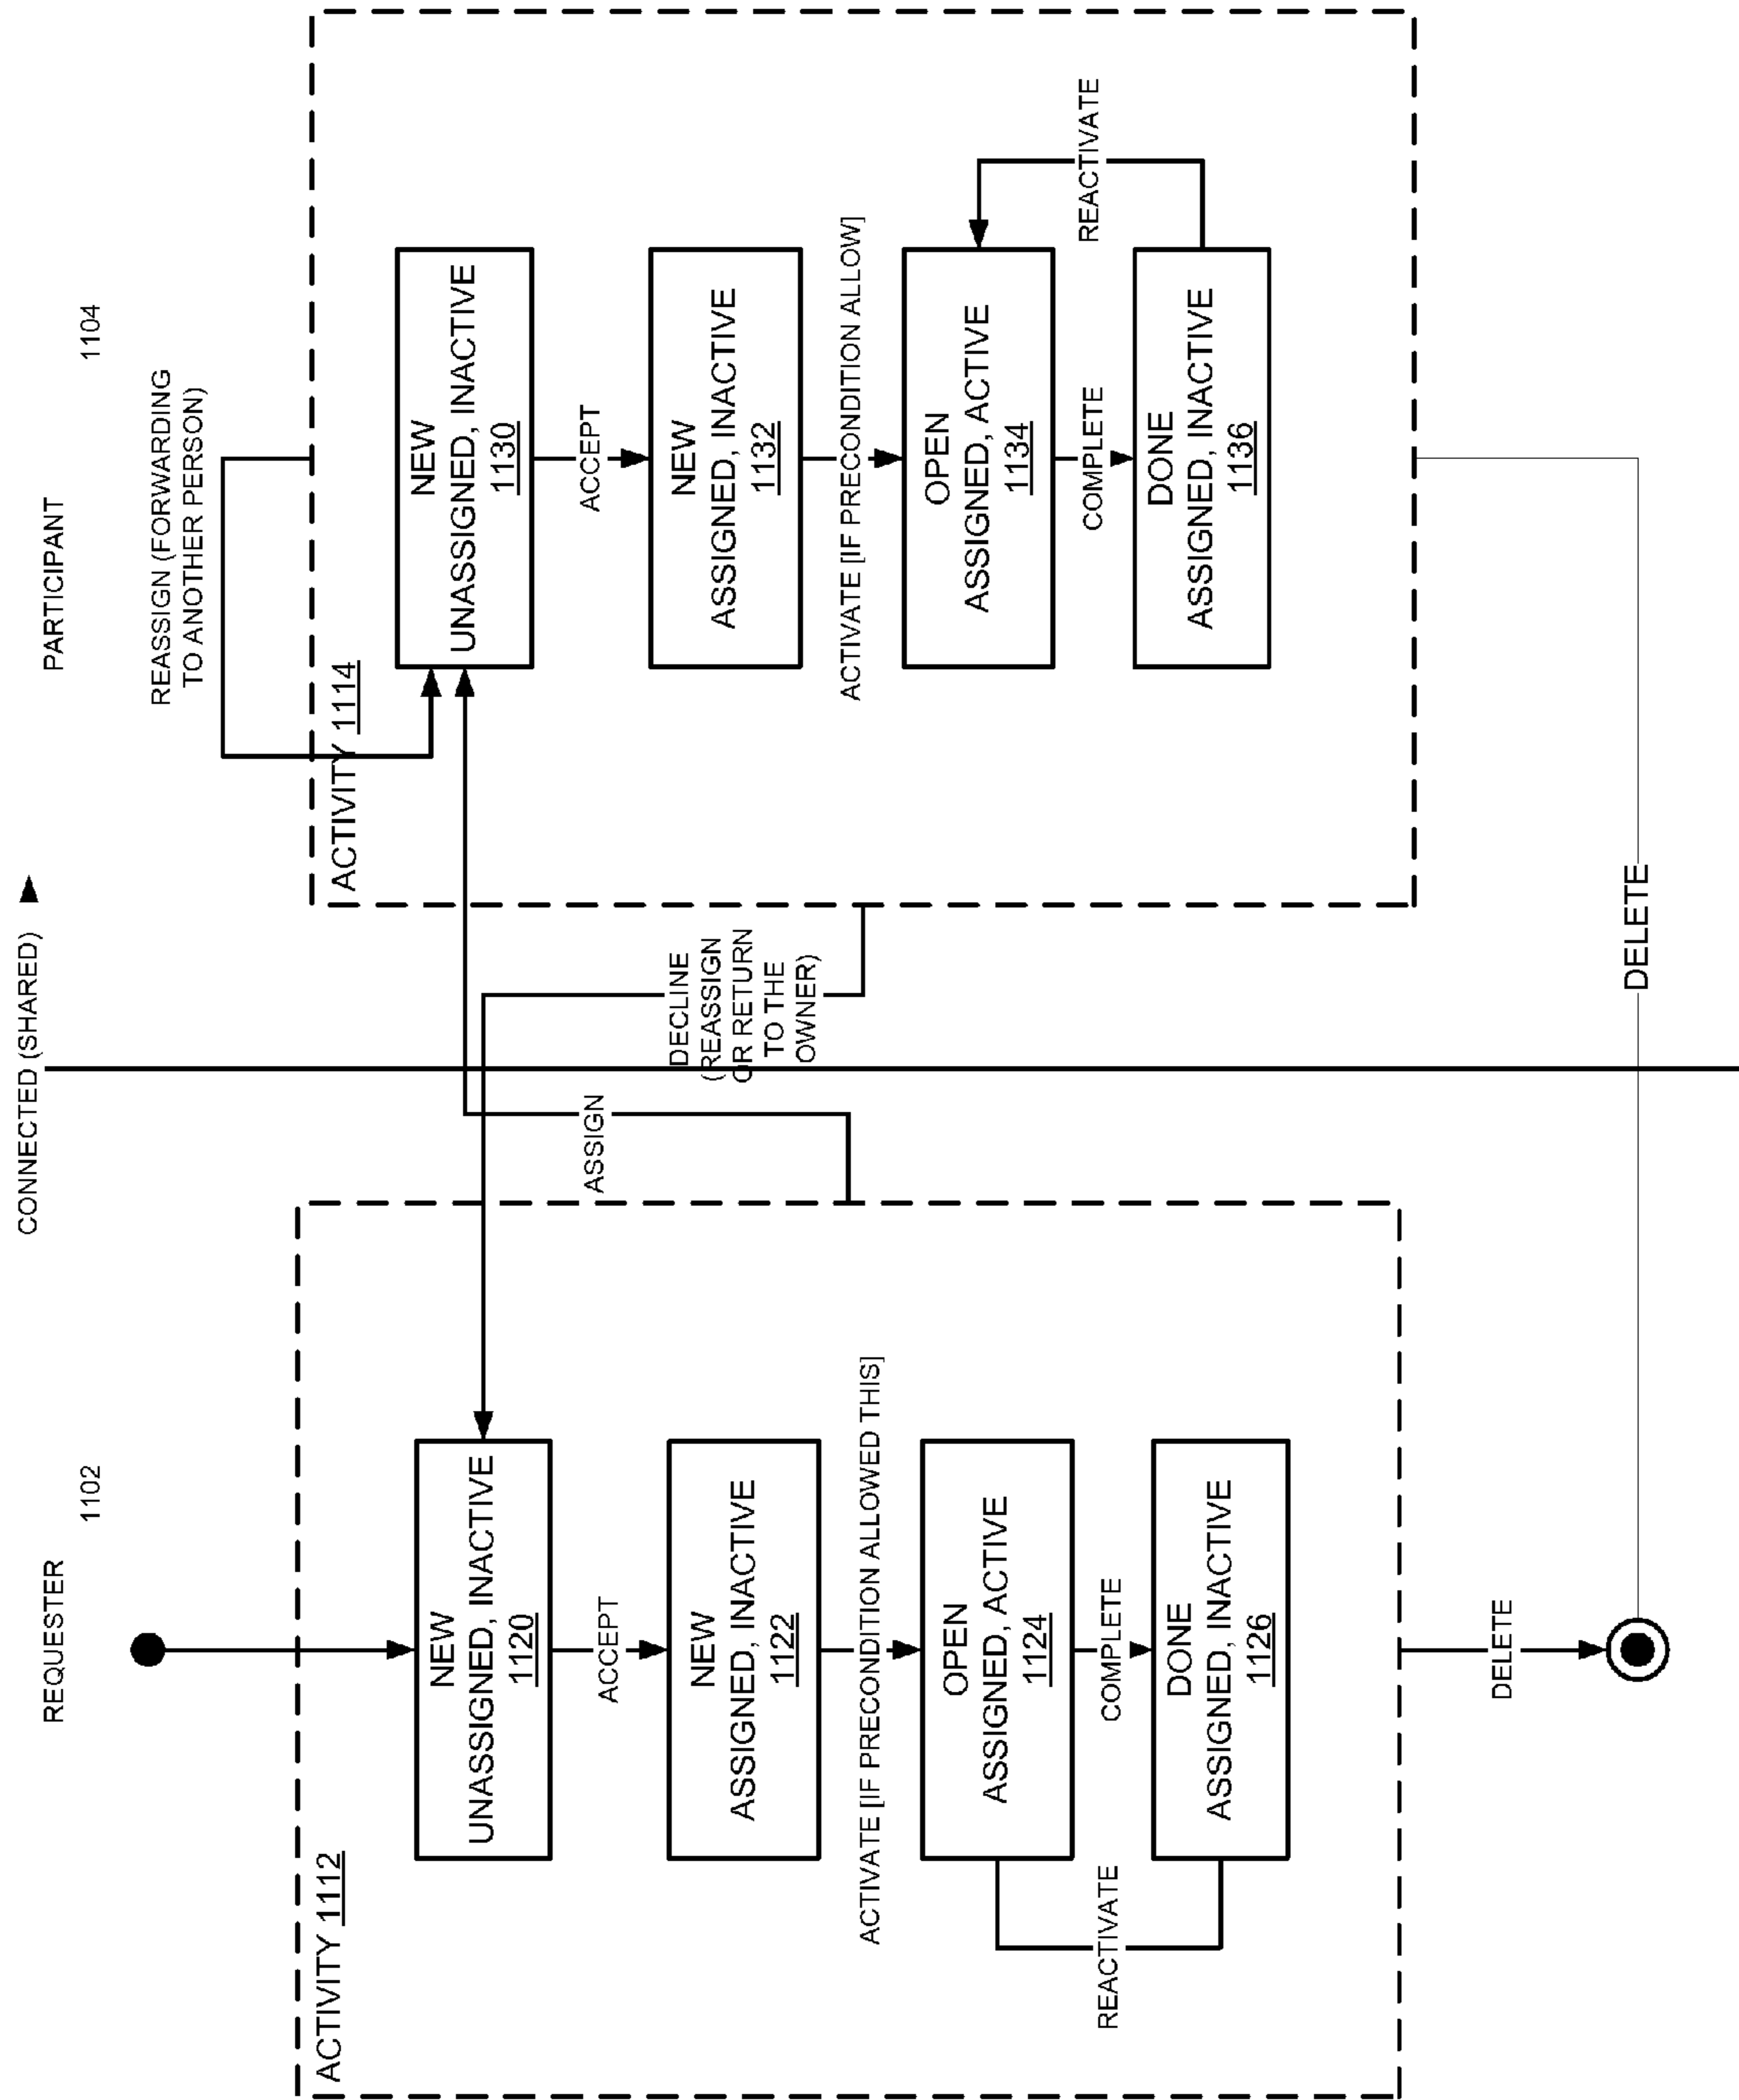 CONNECTED (SHARED)
REQUESTER
1102
ACTIVITY 1112
NEW
UNASSIGNED, INACTIVE
1120
ACCEPT
NEW
ASSIGNED, INACTIVE
1122
ACTIVATE [IF PRECONDITION ALLOWED THIS]
OPEN
ASSIGNED, ACTIVE
1124
COMPLETE
REACTIVATE
DONE
ASSIGNED, INACTIVE
1126
DELETE
ASSIGN
DECLINE
(REASSIGN
OR RETURN
TO THE
OWNER)
PARTICIPANT
1104
REASSIGN (FORWARDING
TO ANOTHER PERSON)
ACTIVITY 1114
NEW
UNASSIGNED, INACTIVE
1130
ACCEPT
NEW
ASSIGNED, INACTIVE
1132
ACTIVATE [IF PRECONDITION ALLOW]
OPEN
ASSIGNED, ACTIVE
1134
COMPLETE
REACTIVATE
DONE
ASSIGNED, INACTIVE
1136
DELETE